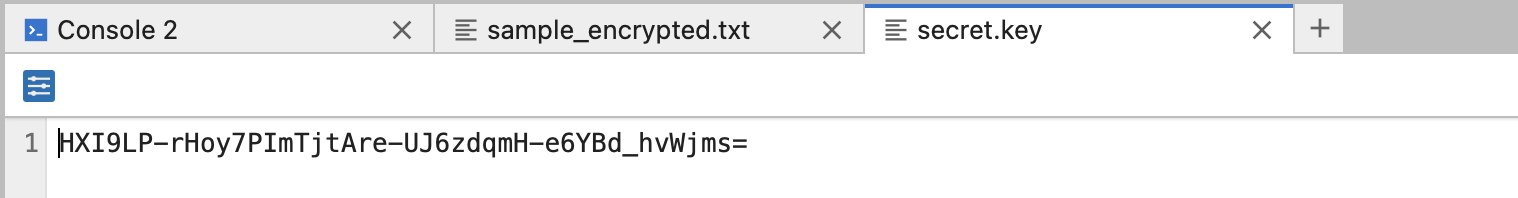 Console 2
sample_encrypted.txt
secret.key
1
HXI9LP-rHoy7PImTjtAre-UJ6zdqmH-e6YBd_hvWjms=